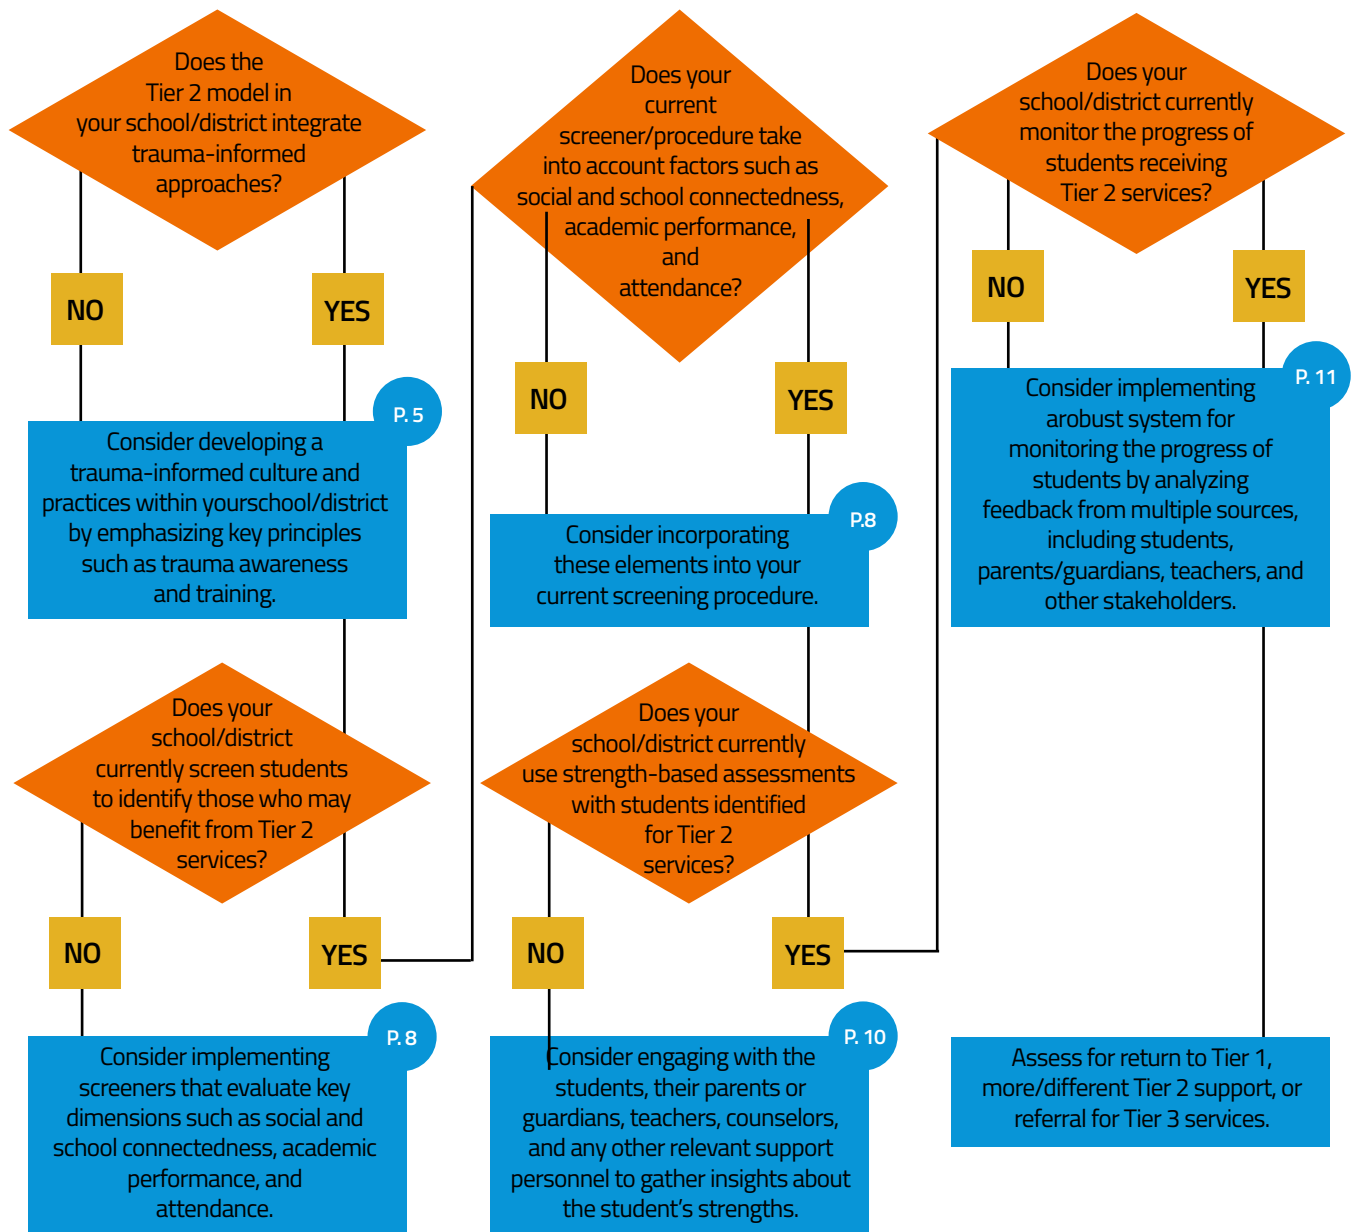 Does the
Tier 2 model in
your school/district integrate
trauma-informed
approaches?
NO
YES
P. 5
Consider developing a
trauma-informed culture and
practices within yourschool/district
by emphasizing key principles
such as trauma awareness
and training.
Does your
school/district
currently screen students
to identify those who may
benefit from Tier 2
services?
NO
YES
P. 8
Consider implementing
screeners that evaluate key
dimensions such as social and
school connectedness, academic
performance, and
attendance.
Does your
current
screener/procedure take
into account factors such as
social and school connectedness,
academic performance,
and
attendance?
NO
YES
P.8
Consider incorporating
these elements into your
current screening procedure.
Does your
school/district currently
use strength-based assessments
with students identified
for Tier 2
services?
NO
YES
P. 10
Consider engaging with the
students, their parents or
guardians, teachers, counselors,
and any other relevant support
personnel to gather insights about
the student’s strengths.
Does your
school/district currently
monitor the progress of
students receiving
Tier 2 services?
NO
YES
P. 11
Consider implementing
arobust system for
monitoring the progress of
students by analyzing
feedback from multiple sources,
including students,
parents/guardians, teachers, and
other stakeholders.
Assess for return to Tier 1,
more/different Tier 2 support, or
referral for Tier 3 services.